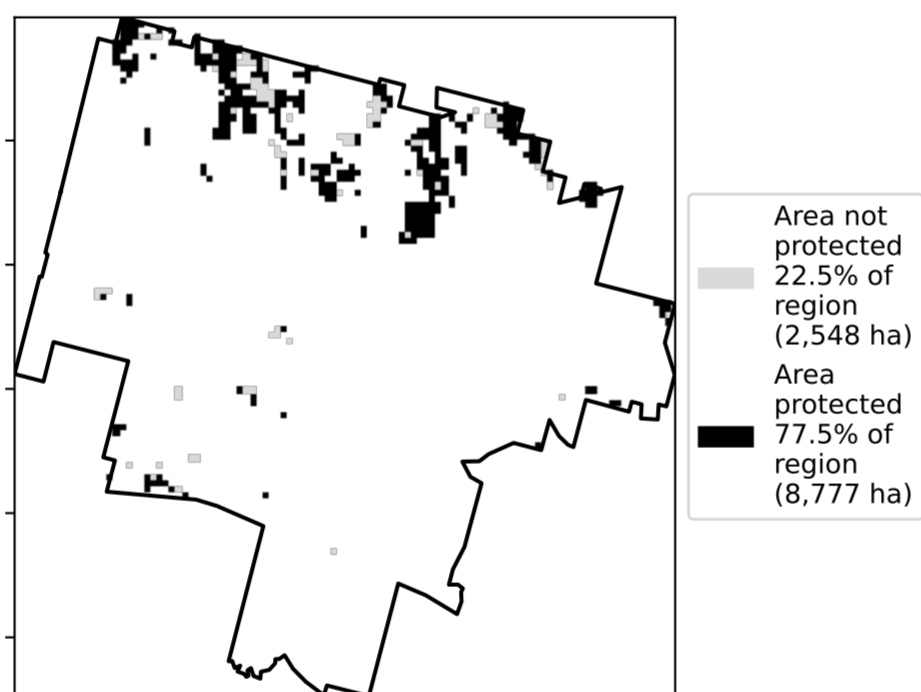 Area not
protected
22.5% of
region
(2,548 ha)
Area
protected
77.5% of
region
(8,777 ha)